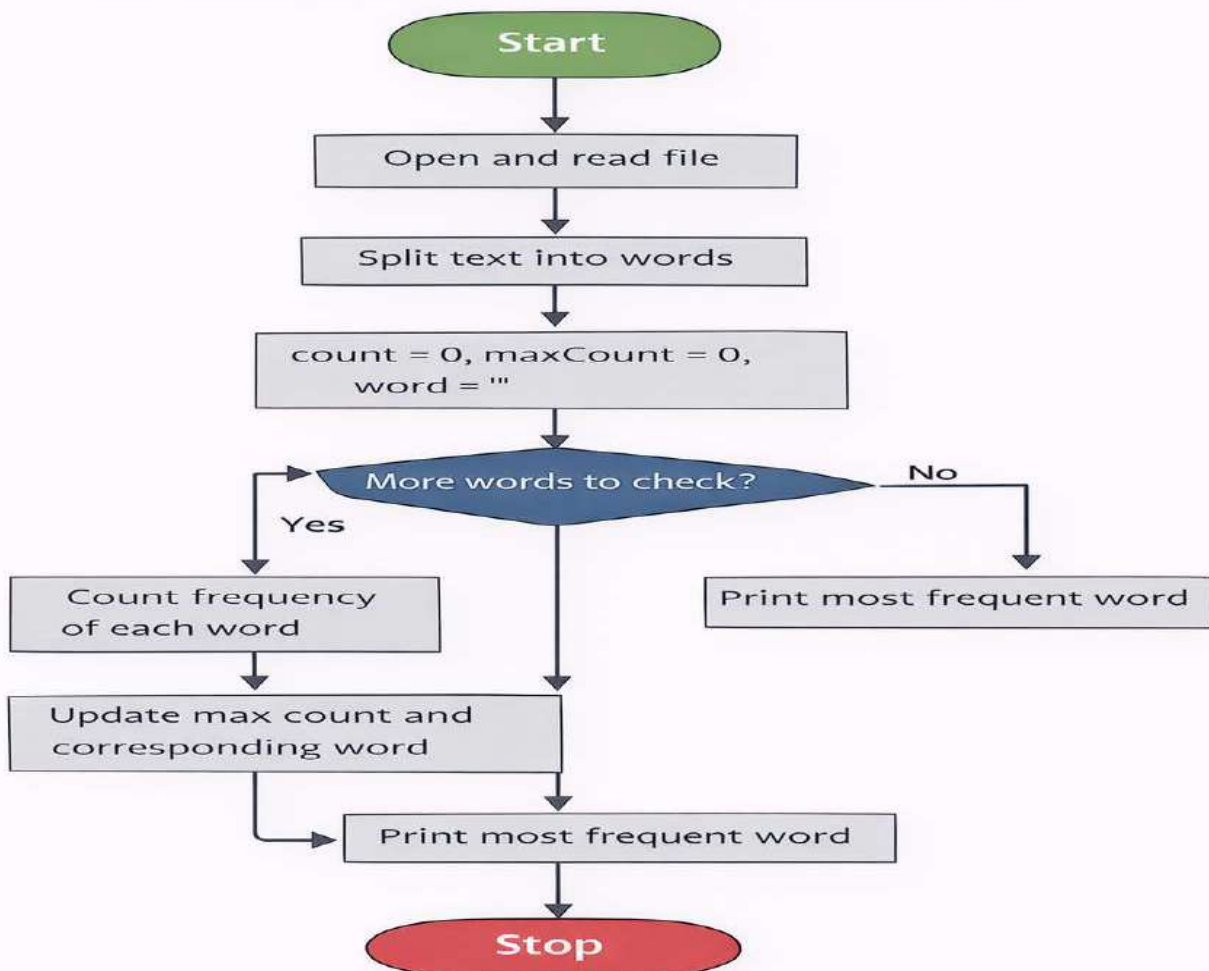 Start
Open and read file
Split text into words
count = 0, maxCount = 0,
word = '"
More words to check?
No
Yes
Count frequency
of each word
Print most frequent word
Update max count and
corresponding word
Print most frequent word
Stop